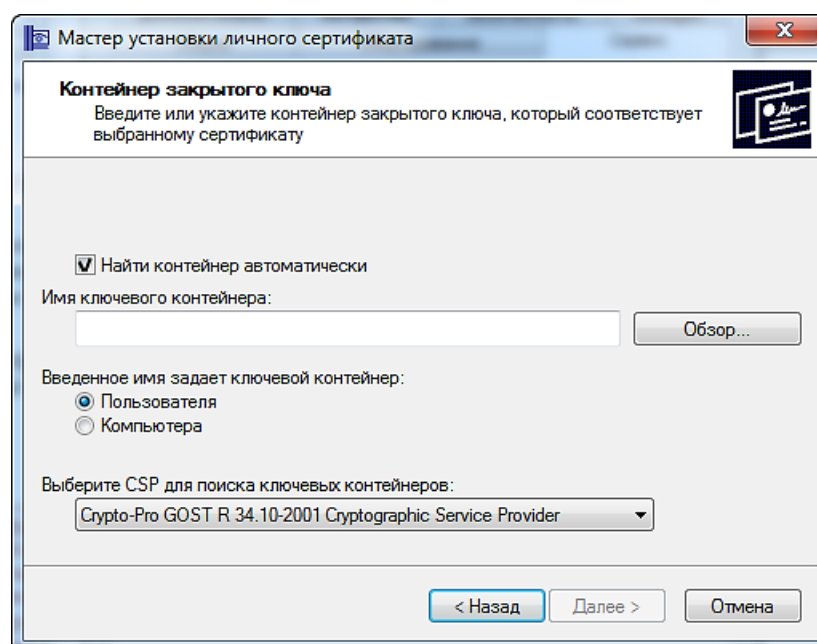 Мастер установки личного сертификата
Контейнер закрытого ключа
Введите или укажите контейнер закрытого ключа, который соответствует
выбранному сертификату
Найти контейнер автоматически
Имя ключевого контейнера:
Обзор...
Введенное имя задает ключевой контейнер:
Пользователя
Компьютера
Выберите CSP для поиска ключевых контейнеров:
Crypto-Pro GOST R 34.10-2001 Cryptographic Service Provider
< Назад Далее > Отмена